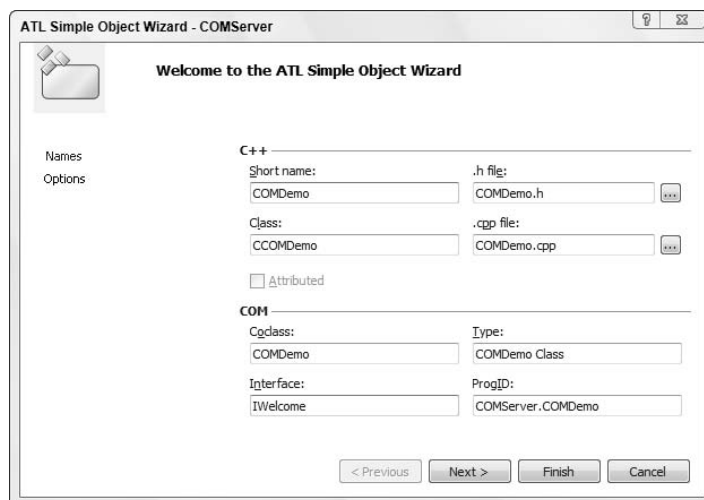 ATL Simple Object Wizard - COMServer
Welcome to the ATL Simple Object Wizard
Names
Options
C++
Short name:
COMDemo
.h file:
COMDemo.h
...
Class:
CCOMDemo
.cpp file:
COMDemo.cpp
...
Attributed
COM
Coclass:
COMDemo
Type:
COMDemo Class
Interface:
IWelcome
ProgID:
COMServer.COMDemo
< Previous
Next >
Finish
Cancel